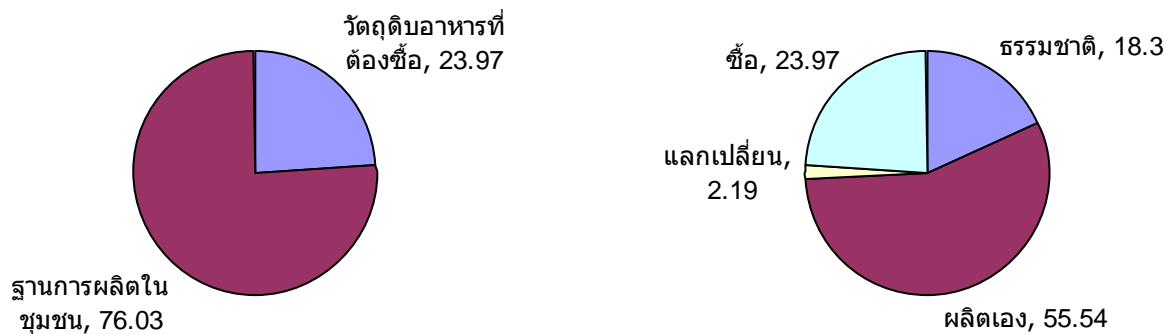 วัตถุดิบอาหารที่
ต้องซื้อ, 23.97
ฐานการผลิตใน
ชุมชน, 76.03
ซื้อ, 23.97
ธรรมชาติ, 18.3
แลกเปลี่ยน,
2.19
ผลิตเอง, 55.54